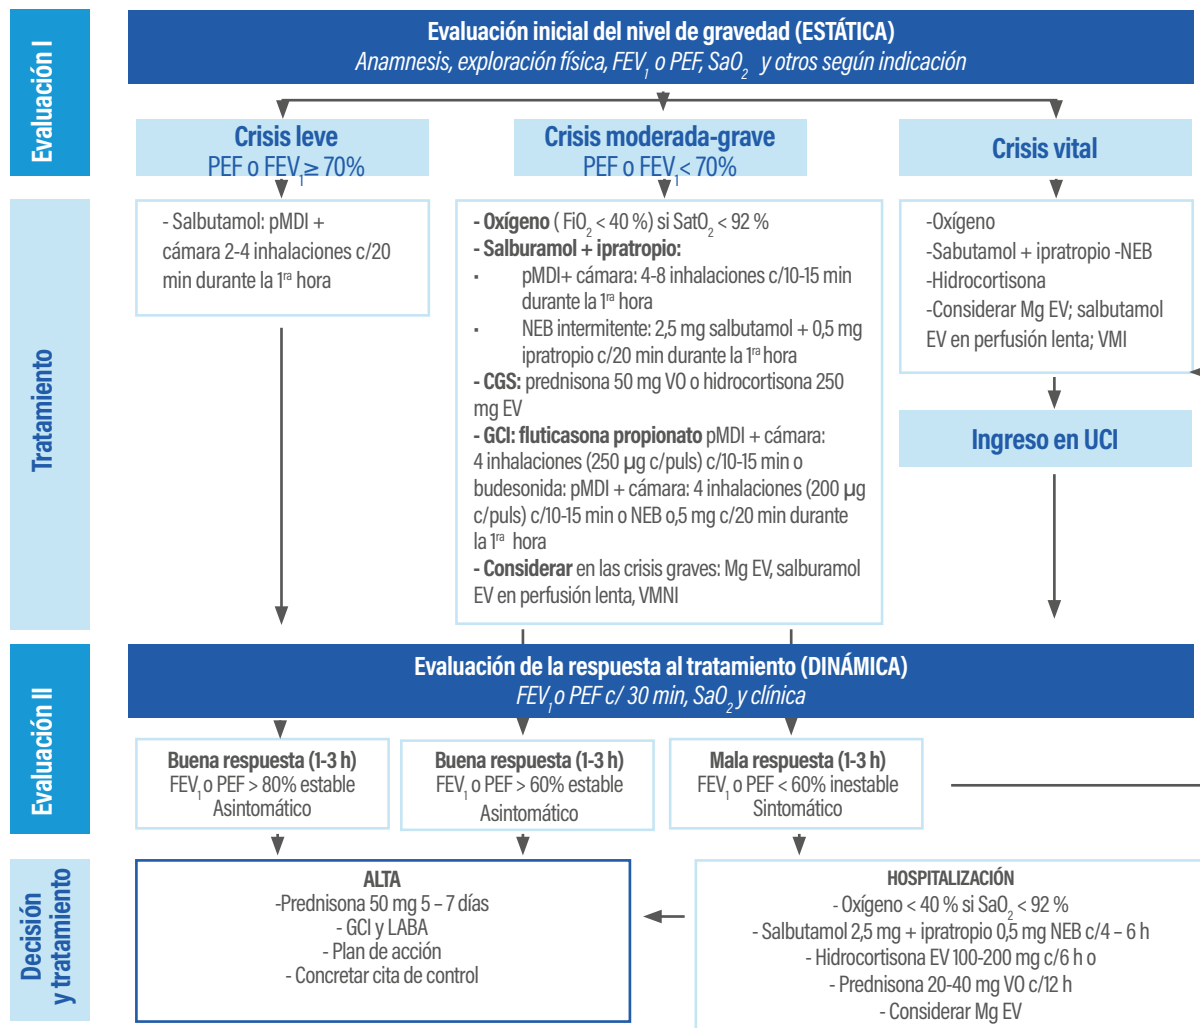 Evaluación I
Evaluación inicial del nivel de gravedad (ESTÁTICA)
Anamnesis, exploración física, FEV1 o PEF, SaO2 y otros según indicación
Crisis leve
PEF o FEV1≥ 70%
Crisis moderada-grave
PEF o FEV1< 70%
Crisis vital
Tratamiento
- Salbutamol: pMDI +
cámara 2-4 inhalaciones c/20
min durante la 1ra hora
- Oxígeno ( FiO2 < 40 %) si SatO2 < 92 %
- Salburamol + ipratropio:
· pMDI+ cámara: 4-8 inhalaciones c/10-15 min
durante la 1ra hora
· NEB intermitente: 2,5 mg salbutamol + 0,5 mg
ipratropio c/20 min durante la 1ra hora
- CGS: prednisona 50 mg VO o hidrocortisona 250
mg EV
- GCI: fluticasona propionato pMDI + cámara:
4 inhalaciones (250 µg c/puls) c/10-15 min o
budesonida: pMDI + cámara: 4 inhalaciones (200 µg
c/puls) c/10-15 min o NEB o,5 mg c/20 min durante
la 1ra hora
- Considerar en las crisis graves: Mg EV, salburamol
EV en perfusión lenta, VMNI
-Oxígeno
-Sabutamol + ipratropio -NEB
-Hidrocortisona
-Considerar Mg EV; salbutamol
EV en perfusión lenta; VMI
Ingreso en UCI
Evaluación II
Evaluación de la respuesta al tratamiento (DINÁMICA)
FEV1 o PEF c/ 30 min, SaO2 y clínica
Buena respuesta (1-3 h)
FEV1 o PEF > 80% estable
Asintomático
Buena respuesta (1-3 h)
FEV1 o PEF > 60% estable
Asintomático
Mala respuesta (1-3 h)
FEV1 o PEF < 60% inestable
Sintomático
Decisión
y tratamiento
ALTA
-Prednisona 50 mg 5 – 7 días
- GCI y LABA
- Plan de acción
- Concretar cita de control
HOSPITALIZACIÓN
- Oxígeno < 40 % si SaO2 < 92 %
- Salbutamol 2,5 mg + ipratropio 0,5 mg NEB c/4 – 6 h
- Hidrocortisona EV 100-200 mg c/6 h o
- Prednisona 20-40 mg VO c/12 h
- Considerar Mg EV